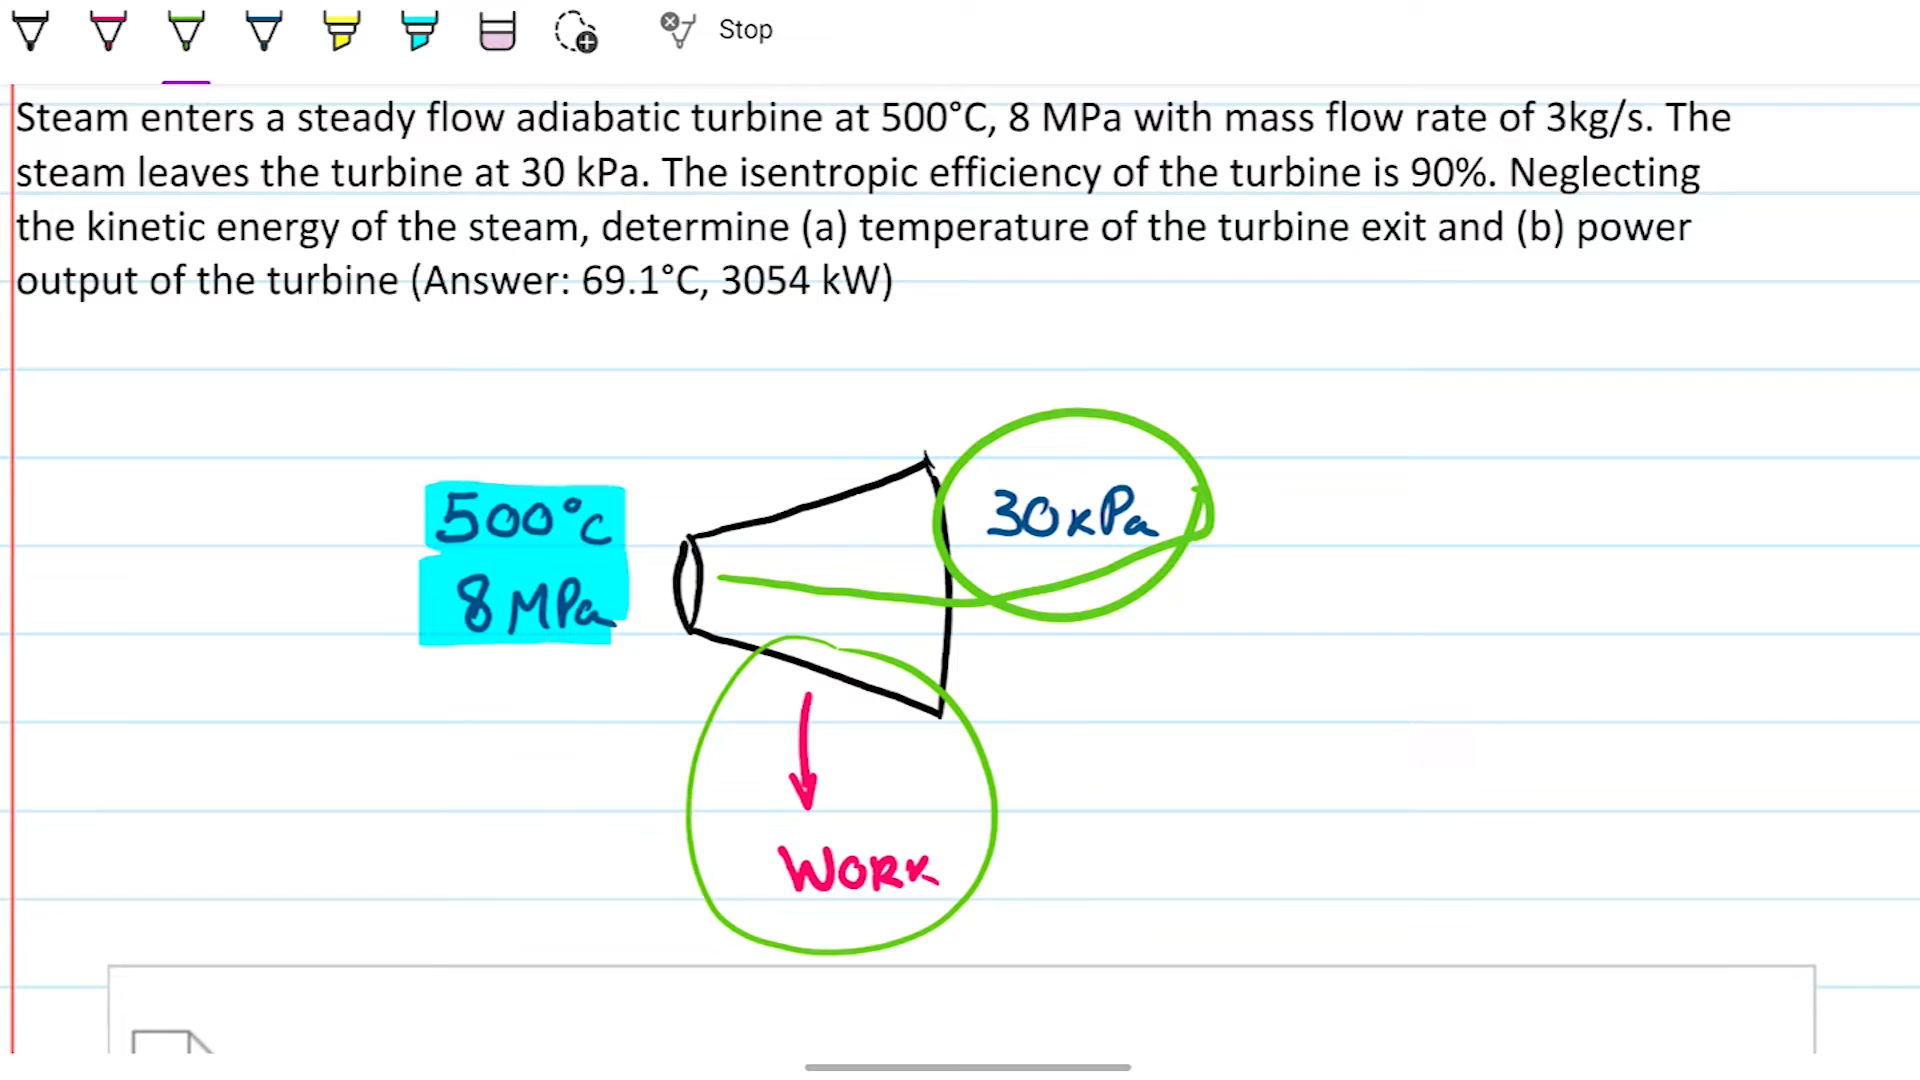 Stop
Steam enters a steady flow adiabatic turbine at 500°C, 8 MPa with mass flow rate of 3kg/s. The
steam leaves the turbine at 30 kPa. The isentropic efficiency of the turbine is 90%. Neglecting
the kinetic energy of the steam, determine (a) temperature of the turbine exit and (b) power
output of the turbine (Answer: 69.1°C, 3054 kW)
500°C
8 MPa
30 kPa
WORK